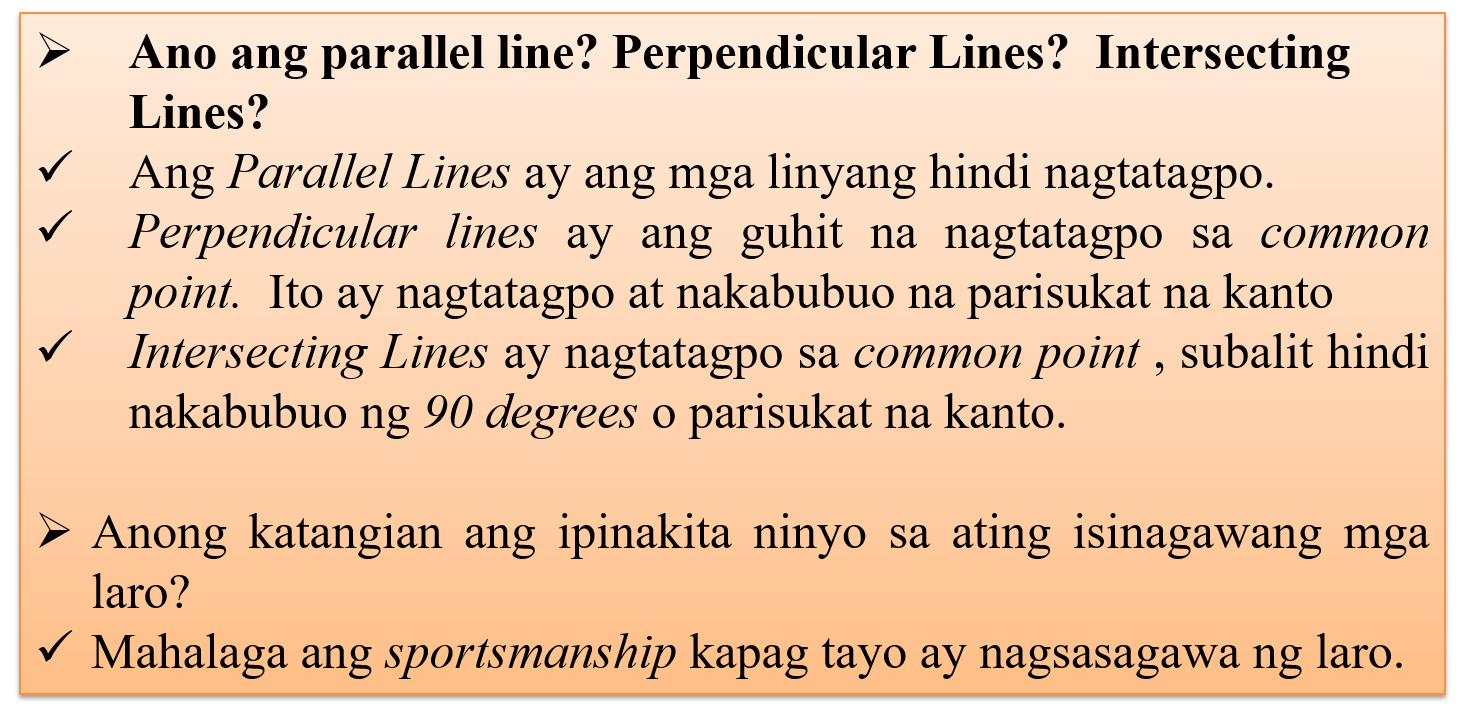 ➢ Ano ang parallel line? Perpendicular Lines? Intersecting
Lines?
✓ Ang Parallel Lines ay ang mga linyang hindi nagtatagpo.
✓ Perpendicular lines ay ang guhit na nagtatagpo sa common
point. Ito ay nagtatagpo at nakabubuo na parisukat na kanto
✓ Intersecting Lines ay nagtatagpo sa common point , subalit hindi
nakabubuo ng 90 degrees o parisukat na kanto.
➢ Anong katangian ang ipinakita ninyo sa ating isinagawang mga
laro?
✓ Mahalaga ang sportsmanship kapag tayo ay nagsasagawa ng laro.